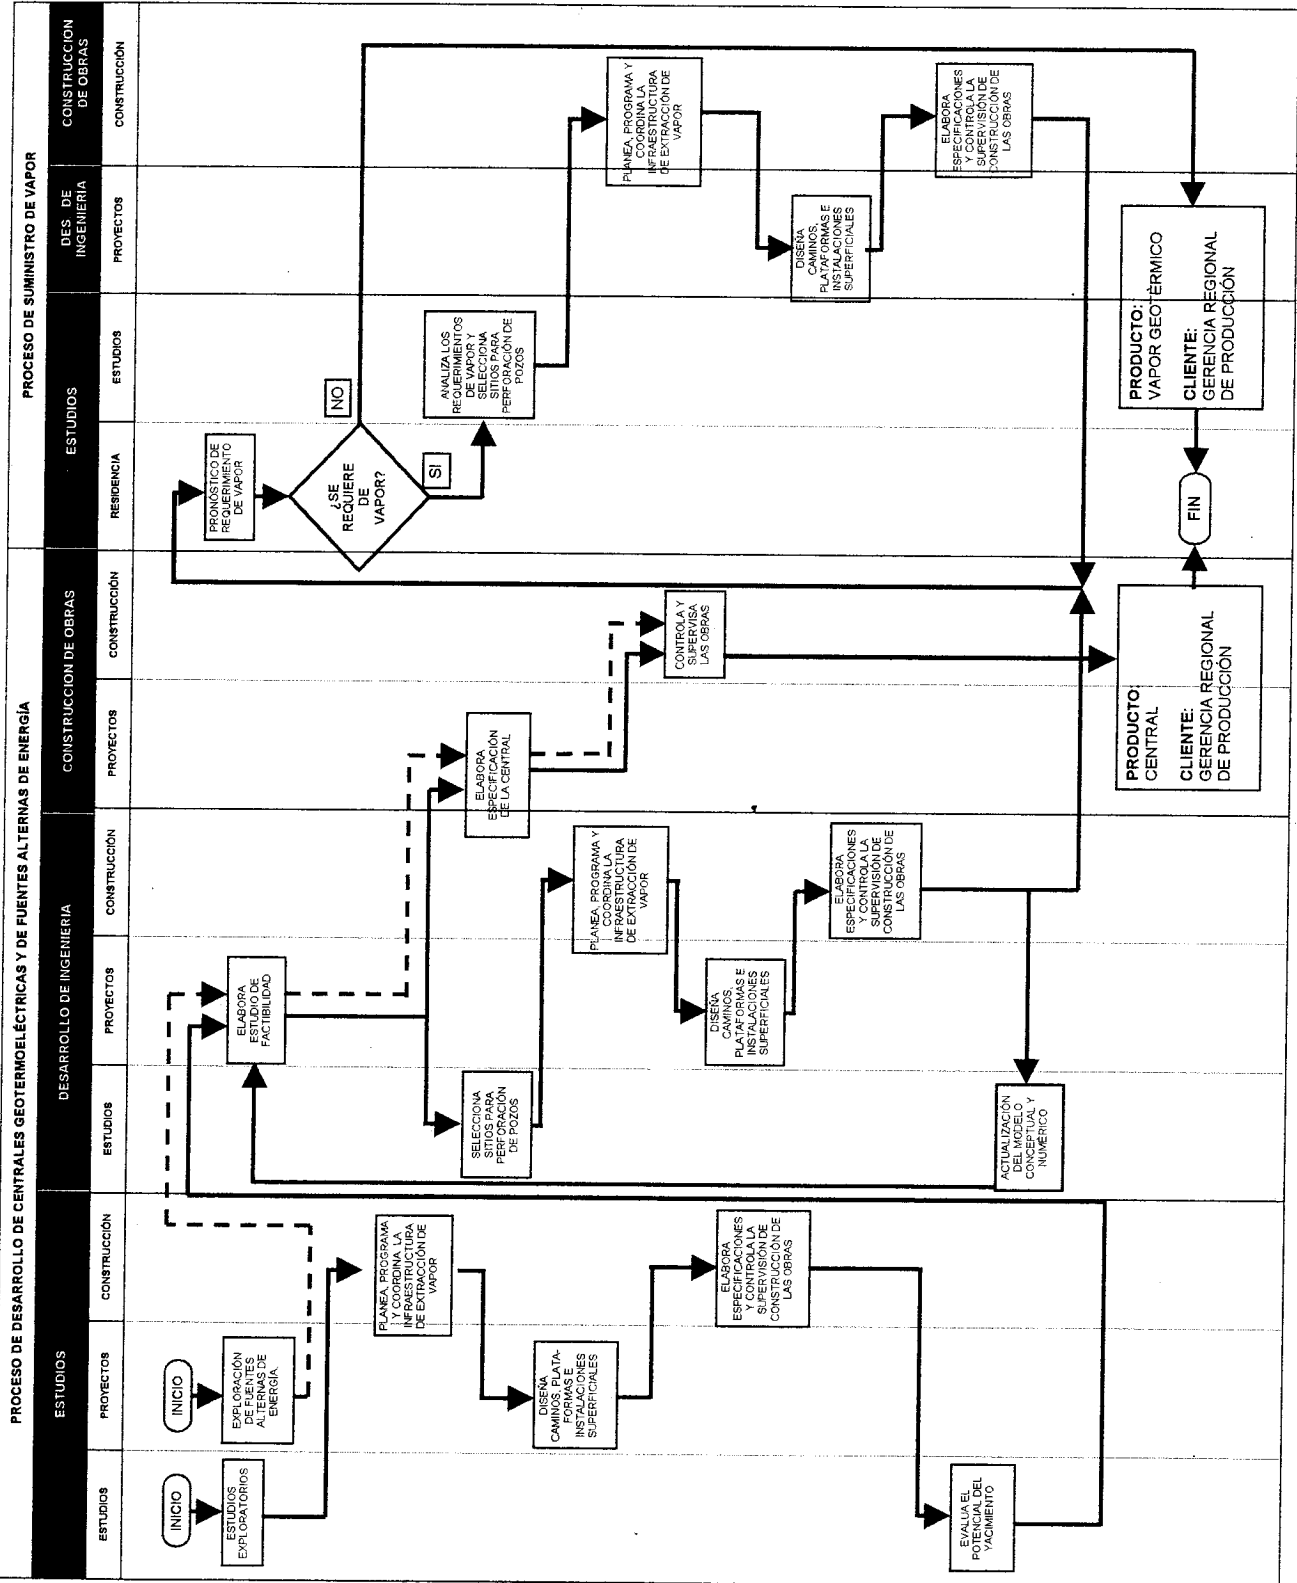 PROCESO DE DESARROLLO DE CENTRALES GEOTERMOELÉCTRICAS Y DE FUENTES ALTERNAS DE ENERGÍA
PROCESO DE SUMINISTRO DE VAPOR
ESTUDIOS
DESARROLLO DE INGENIERIA
CONSTRUCCION DE OBRAS
ESTUDIOS
DES. DE
INGENIERÍA
CONSTRUCCION
DE OBRAS
ESTUDIOS
PROYECTOS
CONSTRUCCIÓN
ESTUDIOS
PROYECTOS
CONSTRUCCIÓN
PROYECTOS
CONSTRUCCIÓN
RESIDENCIA
ESTUDIOS
PROYECTOS
CONSTRUCCIÓN
INICIO
ESTUDIOS
EXPLORATORIOS
INICIO
EXPLORACIÓN
DE FUENTES
ALTERNAS DE
ENERGÍA.
PLANEA, PROGRAMA
Y COORDINA LA
INFRAESTRUCTURA
DE EXTRACCIÓN DE
VAPOR
DISEÑA
CAMINOS, PLATA-
FORMAS E
INSTALACIONES
SUPERFICIALES
ELABORA
ESPECIFICACIONES
Y CONTROLA LA
SUPERVISIÓN DE
CONSTRUCCIÓN DE
LAS OBRAS
EVALUA EL
POTENCIAL DEL
YACIMIENTO
ELABORA
ESTUDIO DE
FACTIBILIDAD
SELECCIONA
SITIOS PARA
PERFORACIÓN
DE POZOS
PLANEA, PROGRAMA Y
COORDINA LA
INFRAESTRUCTURA
DE EXTRACCIÓN DE
VAPOR
DISEÑA
CAMINOS,
PLATAFORMAS E
INSTALACIONES
SUPERFICIALES
ELABORA
ESPECIFICACIONES
Y CONTROLA LA
SUPERVISIÓN DE
CONSTRUCCIÓN DE
LAS OBRAS
ACTUALIZACIÓN
DEL MODELO
CONCEPTUAL Y
NUMÉRICO
ELABORA
ESPECIFICACIÓN
DE LA CENTRAL
CONTROLA Y
SUPERVISA
LAS OBRAS
PRODUCTO:
CENTRAL
CLIENTE:
GERENCIA REGIONAL
DE PRODUCCIÓN
PRONÓSTICO DE
REQUERIMIENTO
DE VAPOR
¿SE
REQUIERE
DE
VAPOR?
NO
SI
ANALIZA LOS
REQUERIMIENTOS
DE VAPOR Y
SELECCIONA
SITIOS PARA
PERFORACIÓN DE
POZOS
PLANEA, PROGRAMA Y
COORDINA LA
INFRAESTRUCTURA
DE EXTRACCIÓN DE
VAPOR
DISEÑA
CAMINOS,
PLATAFORMAS E
INSTALACIONES
SUPERFICIALES
ELABORA
ESPECIFICACIONES
Y CONTROLA LA
SUPERVISIÓN DE
CONSTRUCCIÓN DE
LAS OBRAS
PRODUCTO:
VAPOR GEOTÉRMICO
CLIENTE:
GERENCIA REGIONAL
DE PRODUCCIÓN
FIN